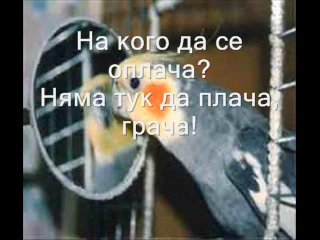 На кого да се
оплача?
Няма тук да плача,
грача!